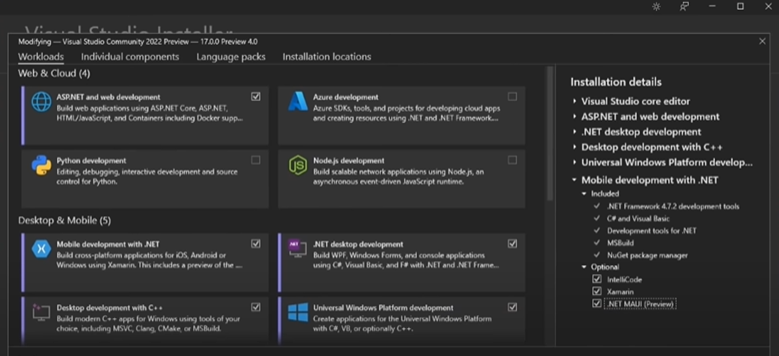 Visual Studio Installer
Modifying — Visual Studio Community 2022 Preview — 17.0.0 Preview 4.0
Workloads
Individual components
Language packs
Installation locations
Web & Cloud (4)
ASP.NET and web development
Build web applications using ASP.NET Core, ASP.NET,
HTML/JavaScript, and Containers including Docker supp...
Azure development
Azure SDKs, tools, and projects for developing cloud apps
and creating resources using .NET and .NET Framework....
Python development
Editing, debugging, interactive development and source
control for Python.
Node.js development
Build scalable network applications using Node.js, an
asynchronous event-driven JavaScript runtime.
Desktop & Mobile (5)
Mobile development with .NET
Build cross-platform applications for iOS, Android or
Windows using Xamarin. This includes a preview of the ...
.NET desktop development
Build WPF, Windows Forms, and console applications
using C#, Visual Basic, and F# with .NET and .NET Frame...
Desktop development with C++
Build modern C++ apps for Windows using tools of your
choice, including MSVC, Clang, CMake, or MSBuild.
Universal Windows Platform development
Create applications for the Universal Windows Platform
with C#, VB, or optionally C++.
Installation details
Visual Studio core editor
ASP.NET and web development
.NET desktop development
Desktop development with C++
Universal Windows Platform develop...
Mobile development with .NET
Included
.NET Framework 4.7.2 development tools
C# and Visual Basic
Development tools for .NET
MSBuild
NuGet package manager
Optional
IntelliCode
Xamarin
.NET MAUI (Preview)